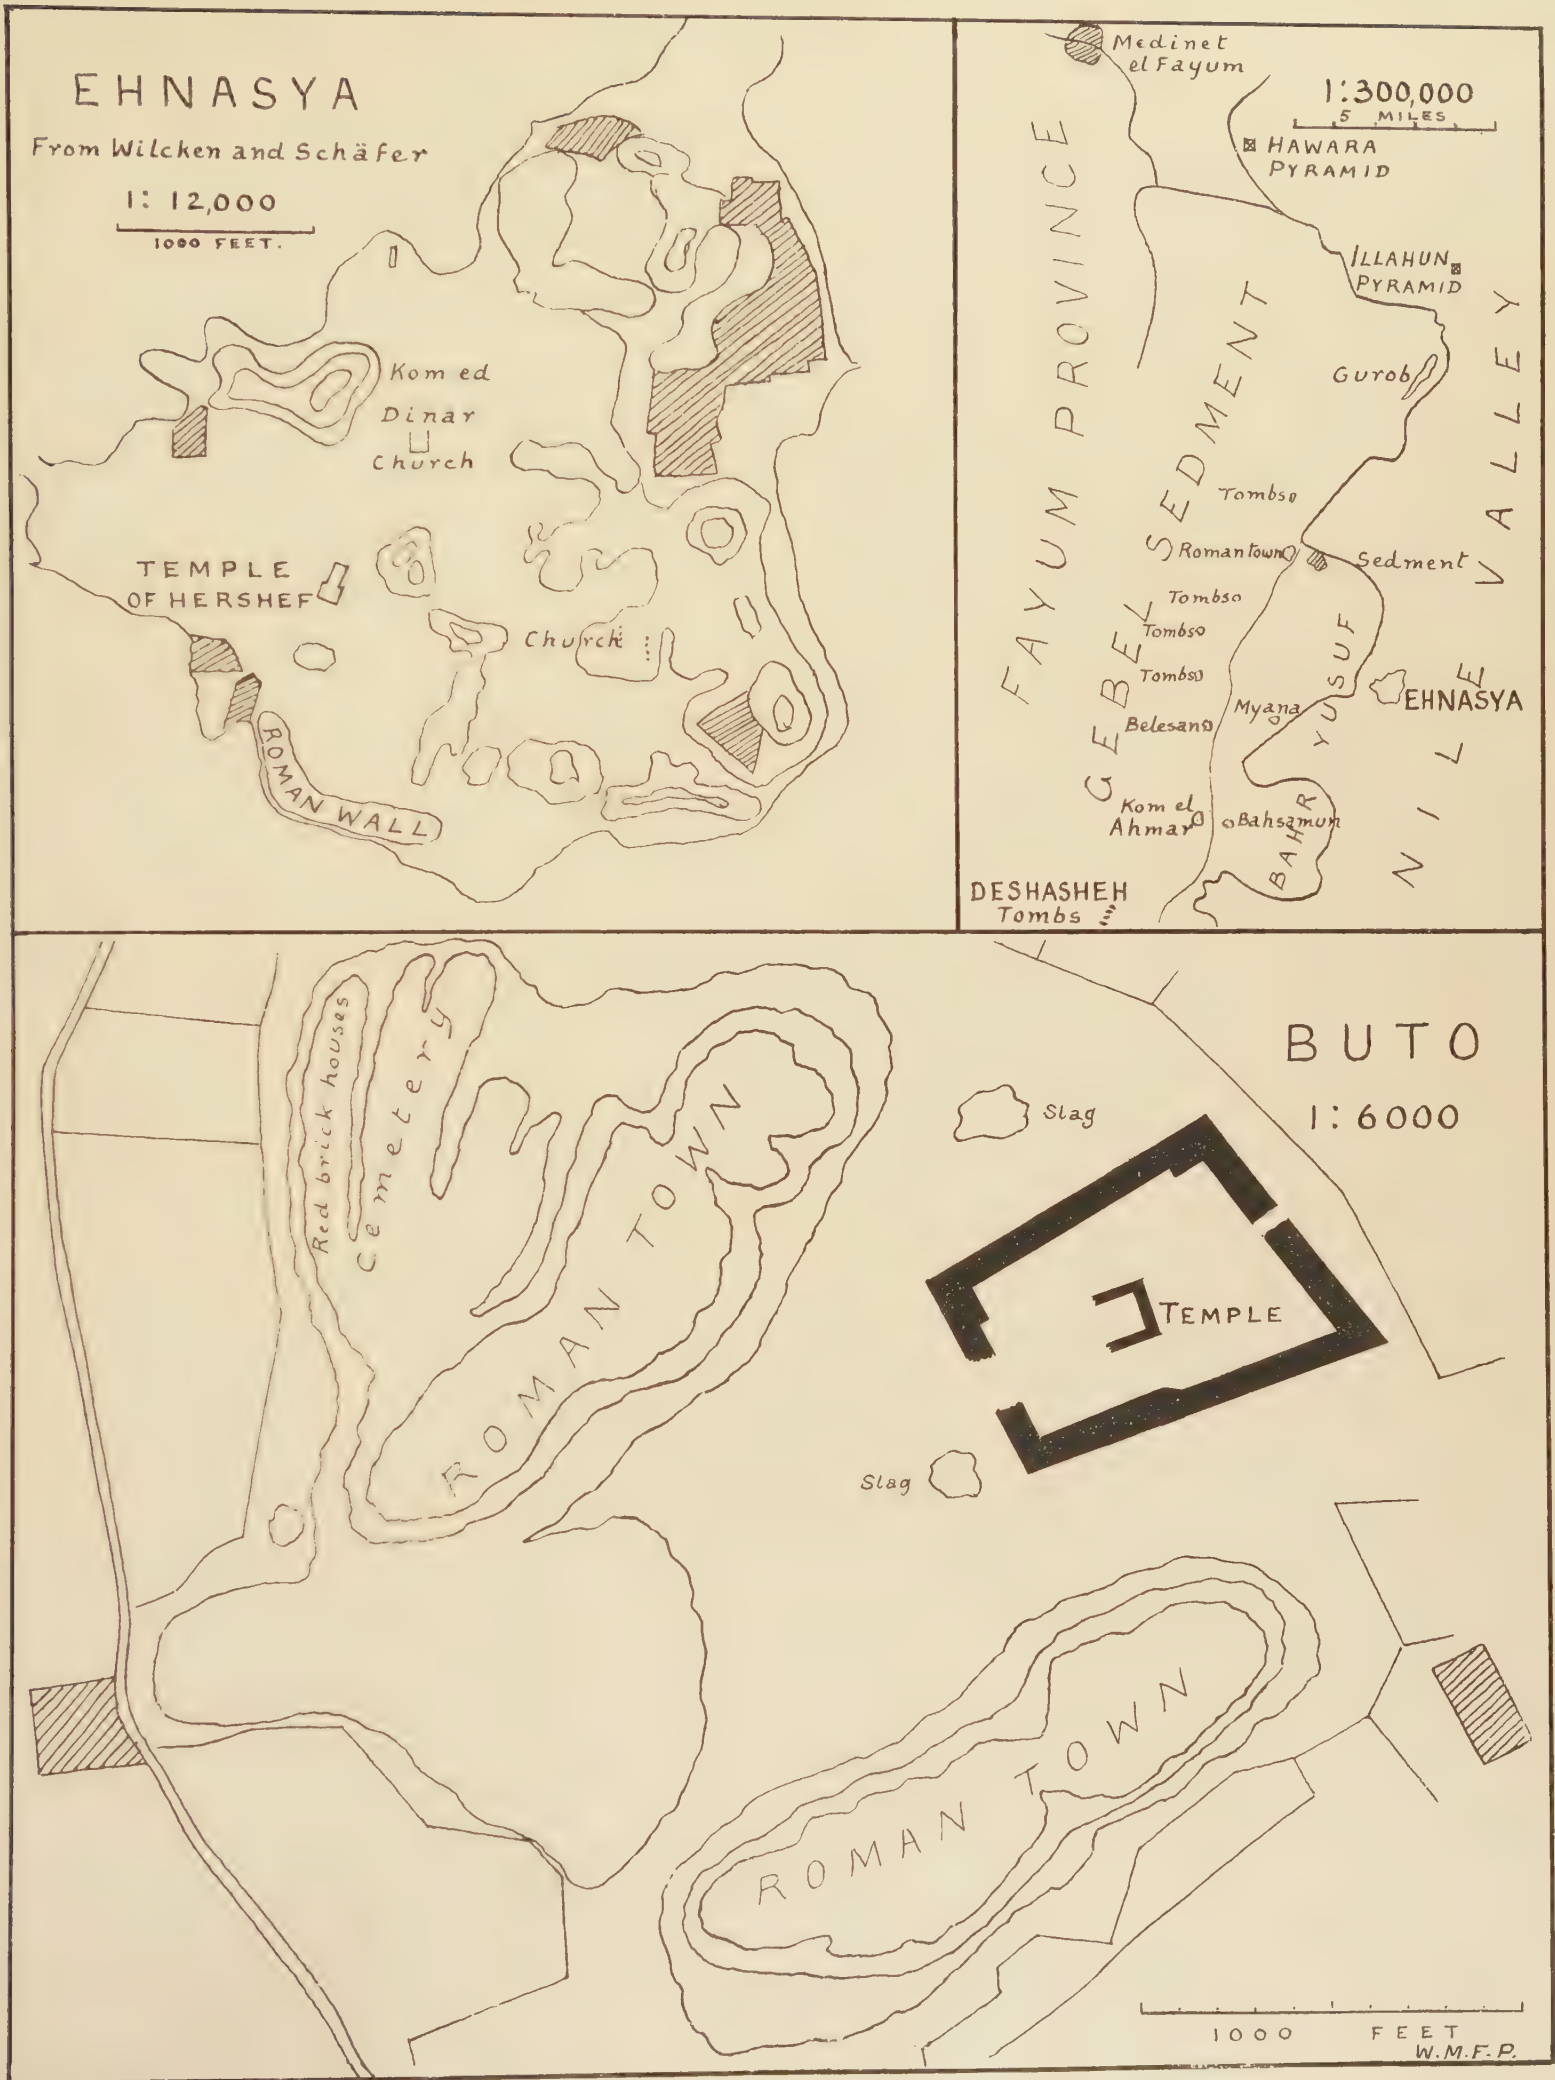 EHNASYA
From Wilcken and Schäfer
1: 12,000
1000 FEET.
Kom ed
Dinar
Church
TEMPLE
OF HERSHEF
Church
ROMAN WALL
Medinet
el Fayum
1:300,000
5 MILES
HAWARA
PYRAMID
FAYUM PROVINCE
ILLAHUN
PYRAMID
GEBEL SEDMENT
NILE VALLEY
Gurob
Tombs
Roman town
Sedment
Tombs
Tombs
Tombs
BAHR YUSUF
EHNASYA
Myana
Belesan
Kom el
Ahmar
Bahsamun
DESHASHEH
Tombs
BUTO
1:6000
Red brick houses
Cemetery
ROMAN TOWN
Slag
TEMPLE
Slag
ROMAN TOWN
1000 FEET
W.M.F.P.